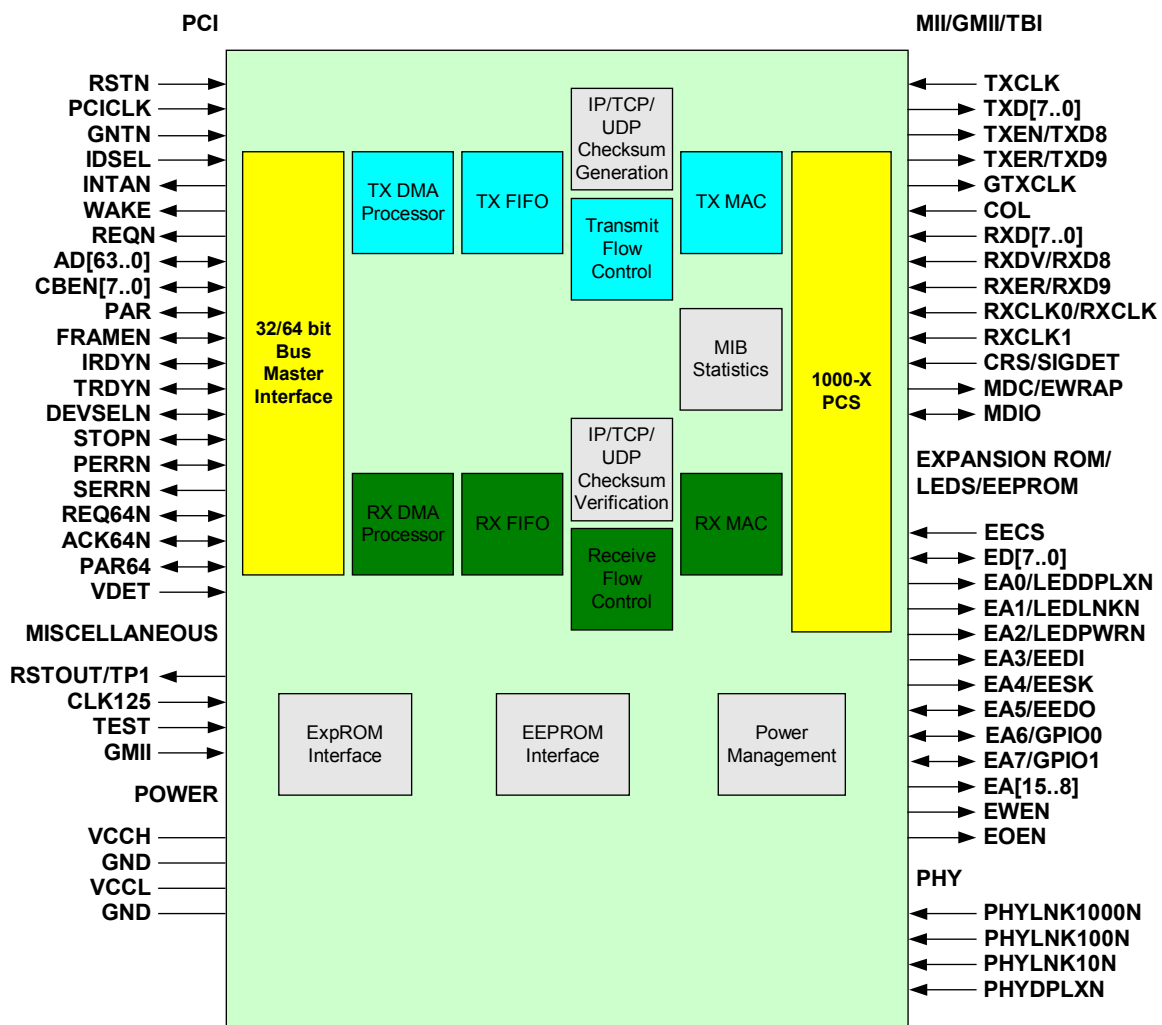 PCI
RSTN
PCICLK
GNTN
IDSEL
INTAN
WAKE
REQN
AD[63..0]
CBEN[7..0]
PAR
FRAMEN
IRDYN
TRDYN
DEVSELN
STOPN
PERRN
SERRN
REQ64N
ACK64N
PAR64
VDET
MISCELLANEOUS
RSTOUT/TP1
CLK125
TEST
GMII
POWER
VCCH
GND
VCCL
GND
32/64 bit
Bus
Master
Interface
TX DMA
Processor
TX FIFO
IP/TCP/
UDP
Checksum
Generation
Transmit
Flow
Control
TX MAC
MIB
Statistics
1000-X
PCS
IP/TCP/
UDP
Checksum
Verification
RX DMA
Processor
RX FIFO
Receive
Flow
Control
RX MAC
ExpROM
Interface
EEPROM
Interface
Power
Management
MII/GMII/TBI
TXCLK
TXD[7..0]
TXEN/TXD8
TXER/TXD9
GTXCLK
COL
RXD[7..0]
RXDV/RXD8
RXER/RXD9
RXCLK0/RXCLK
RXCLK1
CRS/SIGDET
MDC/EWRAP
MDIO
EXPANSION ROM/
LEDS/EEPROM
EECS
ED[7..0]
EA0/LEDDPLXN
EA1/LEDLNKN
EA2/LEDPWRN
EA3/EEDI
EA4/EESK
EA5/EEDO
EA6/GPIO0
EA7/GPIO1
EA[15..8]
EWEN
EOEN
PHY
PHYLNK1000N
PHYLNK100N
PHYLNK10N
PHYDPLXN